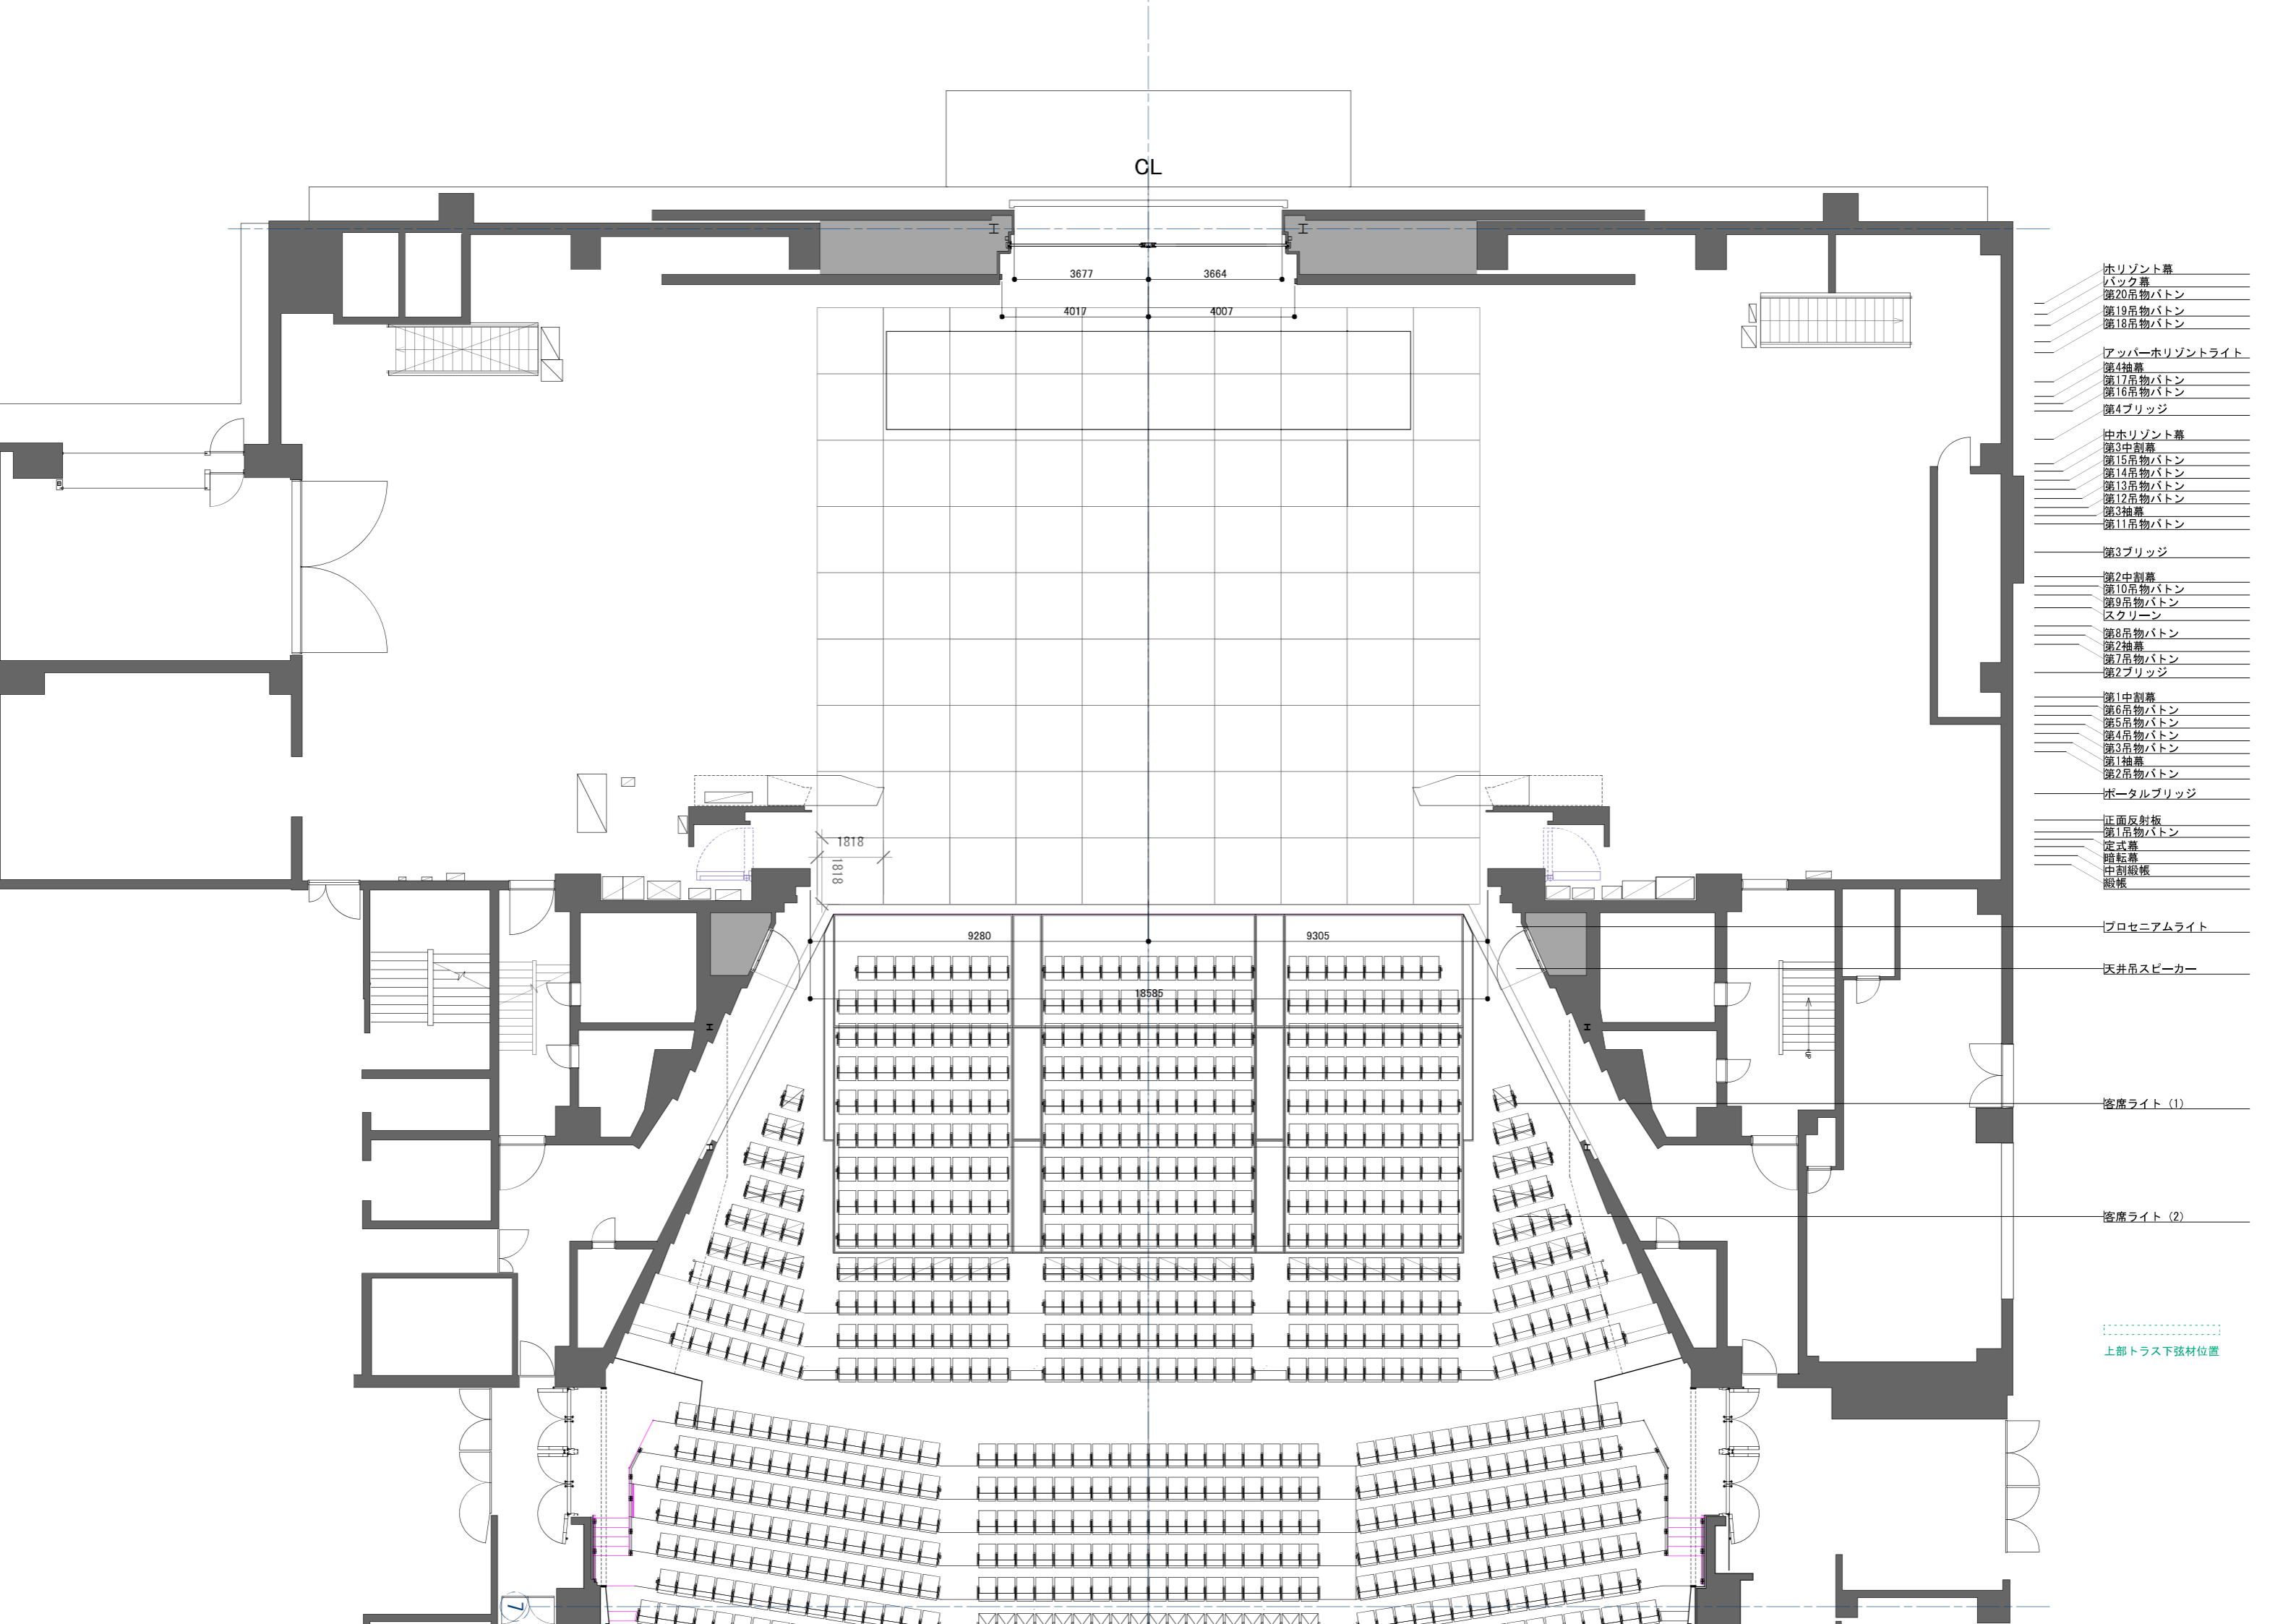 CL
3677
3664
4017
4007
ホリゾント幕
バック幕
第20吊物バトン
第19吊物バトン
第18吊物バトン
アッパーホリゾントライト
第4袖幕
第17吊物バトン
第16吊物バトン
第4ブリッジ
中ホリゾント幕
第3中割幕
第15吊物バトン
第14吊物バトン
第13吊物バトン
第12吊物バトン
第3袖幕
第11吊物バトン
第3ブリッジ
第2中割幕
第10吊物バトン
第9吊物バトン
スクリーン
第8吊物バトン
第2袖幕
第7吊物バトン
第2ブリッジ
第1中割幕
第6吊物バトン
第5吊物バトン
第4吊物バトン
第3吊物バトン
第1袖幕
第2吊物バトン
ポータルブリッジ
正面反射板
第1吊物バトン
定式幕
暗転幕
中割緞帳
緞帳
1818
1818
9280
9305
18585
プロセニアムライト
天井吊スピーカー
客席ライト（1）
客席ライト（2）
上部トラス下弦材位置
7